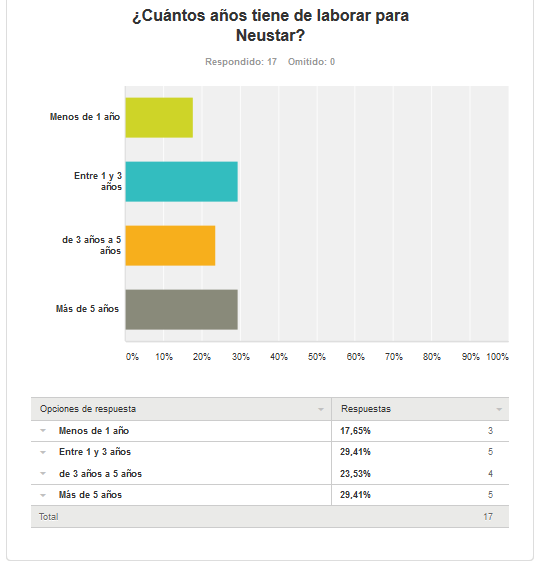 ¿Cuántos años tiene de laborar para
Neustar?
Respondido: 17 Omitido: 0
Menos de 1 año
Entre 1 y 3
años
de 3 años a 5
años
Más de 5 años
0% 10% 20% 30% 40% 50% 60% 70% 80% 90% 100%
Opciones de respuesta Respuestas
Menos de 1 año 17,65% 3
Entre 1 y 3 años 29,41% 5
de 3 años a 5 años 23,53% 4
Más de 5 años 29,41% 5
Total 17